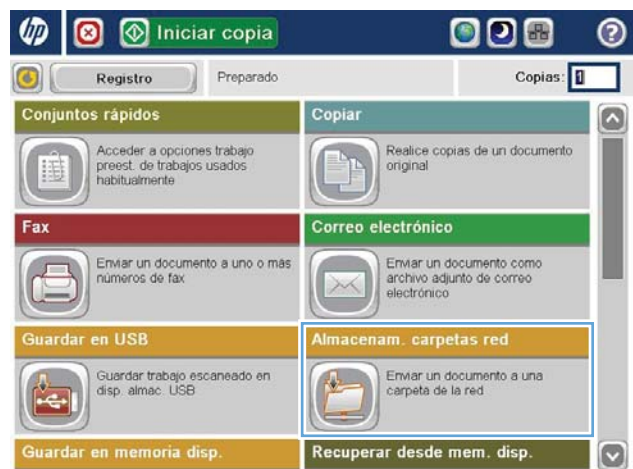 hp
Iniciar copia
?
Registro
Preparado
Copias: 1
Conjuntos rápidos
Acceder a opciones trabajo
preest. de trabajos usados
habitualmente
Copiar
Realice copias de un documento
original
Fax
Enviar un documento a uno o más
números de fax
Correo electrónico
Enviar un documento como
archivo adjunto de correo
electrónico
Guardar en USB
Guardar trabajo escaneado en
disp. almac. USB
Almacenam. carpetas red
Enviar un documento a una
carpeta de la red
Guardar en memoria disp.
Recuperar desde mem. disp.